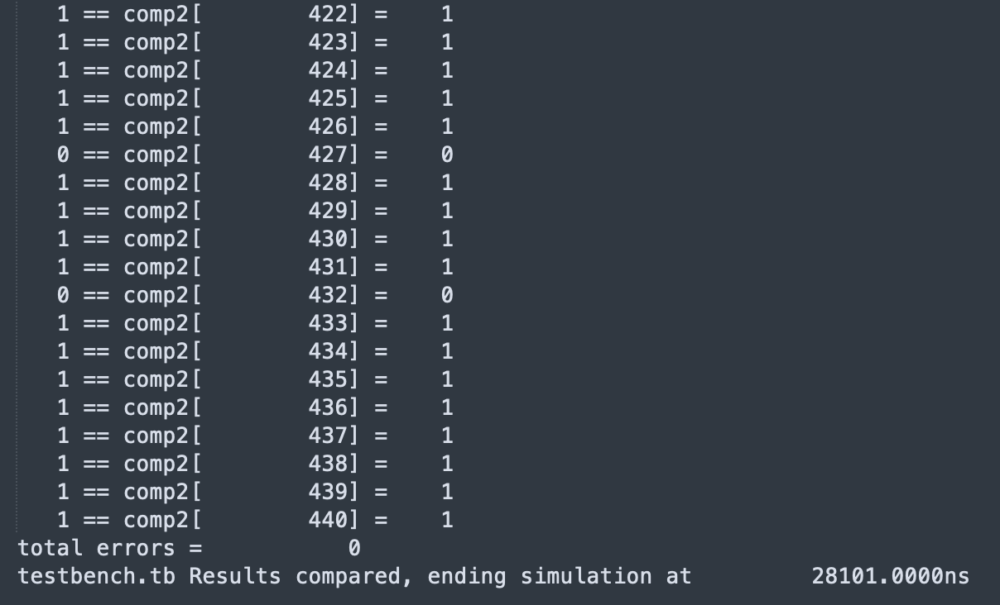 1 == comp2[        422] =    1
1 == comp2[        423] =    1
1 == comp2[        424] =    1
1 == comp2[        425] =    1
1 == comp2[        426] =    1
0 == comp2[        427] =    0
1 == comp2[        428] =    1
1 == comp2[        429] =    1
1 == comp2[        430] =    1
1 == comp2[        431] =    1
0 == comp2[        432] =    0
1 == comp2[        433] =    1
1 == comp2[        434] =    1
1 == comp2[        435] =    1
1 == comp2[        436] =    1
1 == comp2[        437] =    1
1 == comp2[        438] =    1
1 == comp2[        439] =    1
1 == comp2[        440] =    1
total errors =           0
testbench.tb Results compared, ending simulation at         28101.0000ns